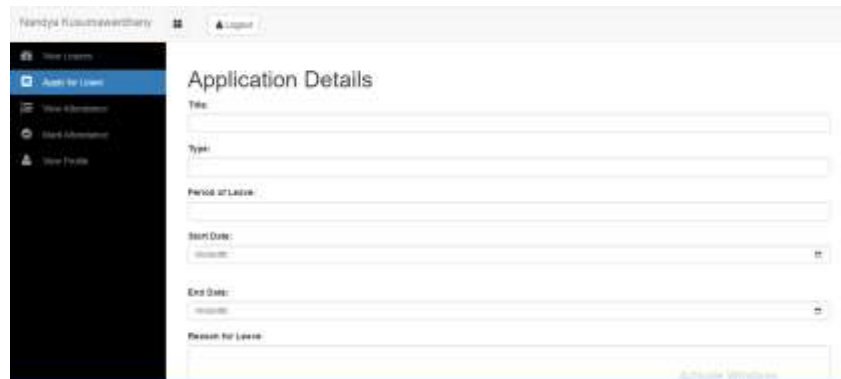 Nandya Kusumawardhany
Logout
View Leaves
Apply for Leave
View Attendance
Mark Attendance
View Profile
Application Details
Title:
Type:
Period of Leave:
Start Date:
End Date:
Reason for Leave:
Activate Windows